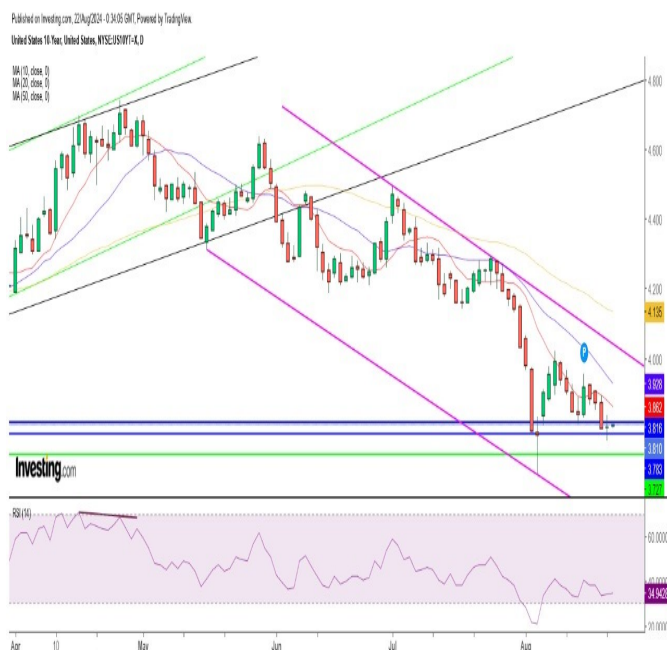 Published on Investing.com, 22/Aug/2024 - 0:34:05 GMT, Powered by TradingView.
United States 10-Year, United States, NYSE:US10YT=X, D
MA (10, close, 0)
MA (20, close, 0)
MA (50, close, 0)
4.800
4.600
4.400
4.200
4.135
4.000
P
3.928
3.862
3.816
3.810
3.783
3.727
Investing.com
RSI (14)
60.0000
40.0000
34.9428
20.0000
Apr
10
May
Jun
Jul
Aug